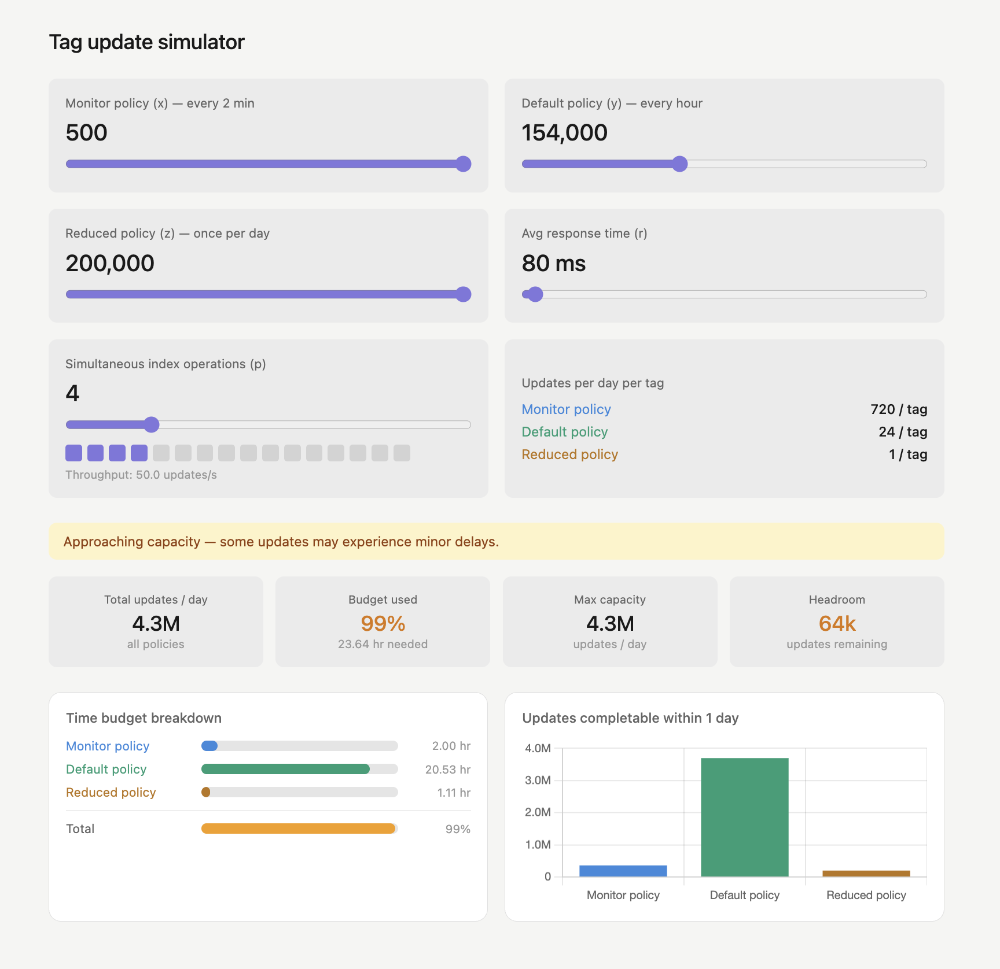 Tag update simulator
Monitor policy (x) — every 2 min
500
Default policy (y) — every hour
154,000
Reduced policy (z) — once per day
200,000
Avg response time (r)
80 ms
Simultaneous index operations (p)
4
Throughput: 50.0 updates/s
Updates per day per tag
Monitor policy 720 / tag
Default policy 24 / tag
Reduced policy 1 / tag
Approaching capacity — some updates may experience minor delays.
Total updates / day
4.3M
all policies
Budget used
99%
23.64 hr needed
Max capacity
4.3M
updates / day
Headroom
64k
updates remaining
Time budget breakdown
Monitor policy 2.00 hr
Default policy 20.53 hr
Reduced policy 1.11 hr
Total 99%
Updates completable within 1 day
4.0M
3.0M
2.0M
1.0M
0
Monitor policy Default policy Reduced policy